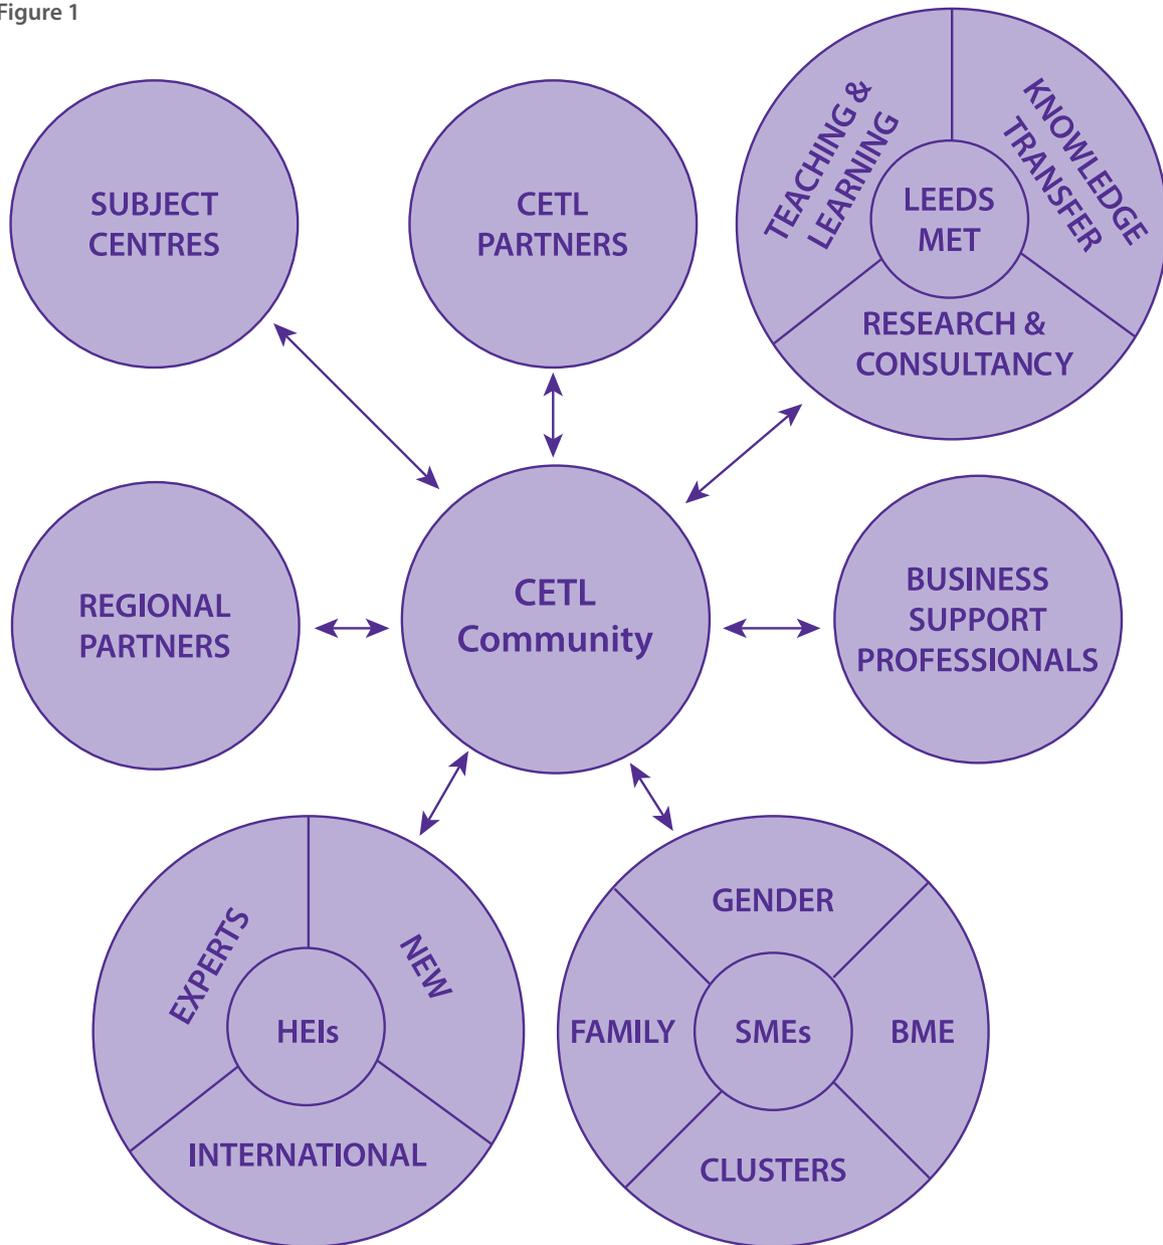 Figure 1
SUBJECT
CENTRES
CETL
PARTNERS
TEACHING &
LEARNING
KNOWLEDGE
TRANSFER
LEEDS
MET
RESEARCH &
CONSULTANCY
REGIONAL
PARTNERS
CETL
Community
BUSINESS
SUPPORT
PROFESSIONALS
EXPERTS
NEW
HEIs
INTERNATIONAL
GENDER
FAMILY
SMEs
BME
CLUSTERS